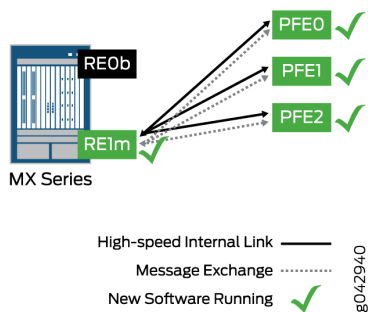 PFE0
RE0b
PFE1
PFE2
RE1m
MX Series
High-speed Internal Link
Message Exchange
New Software Running
g042940